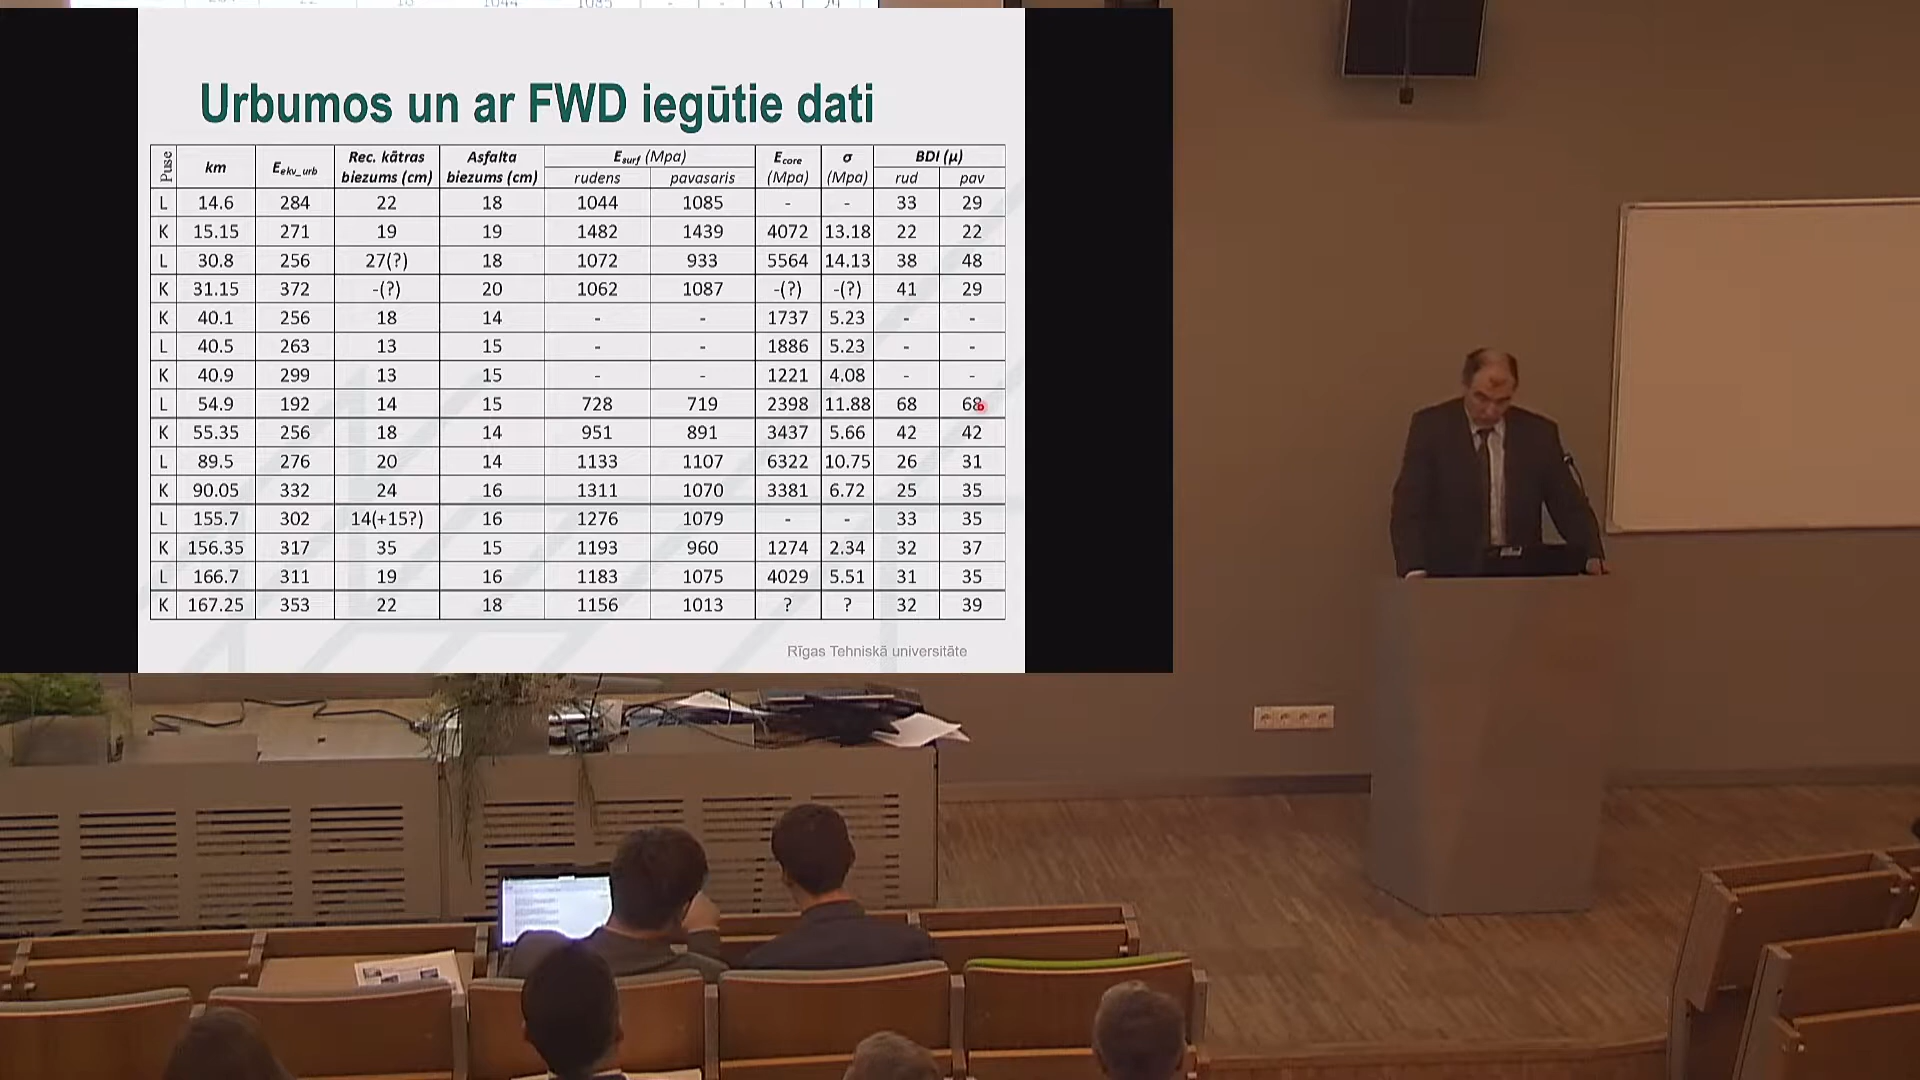 Urbumos un ar FWD iegūtie dati
Puse km Eekv_urb Rec. kātras biezums (cm) Asfalta biezums (cm) Esurf (Mpa) Ecore (Mpa) σ (Mpa) BDI (μ)
rudens pavasaris rud pav
L 14.6 284 22 18 1044 1085 - - 33 29
K 15.15 271 19 19 1482 1439 4072 13.18 22 22
L 30.8 256 27(?) 18 1072 933 5564 14.13 38 48
K 31.15 372 -(?) 20 1062 1087 -(?) -(?) 41 29
K 40.1 256 18 14 - - 1737 5.23 - -
L 40.5 263 13 15 - - 1886 5.23 - -
K 40.9 299 13 15 - - 1221 4.08 - -
L 54.9 192 14 15 728 719 2398 11.88 68 68
K 55.35 256 18 14 951 891 3437 5.66 42 42
L 89.5 276 20 14 1133 1107 6322 10.75 26 31
K 90.05 332 24 16 1311 1070 3381 6.72 25 35
L 155.7 302 14(+15?) 16 1276 1079 - - 33 35
K 156.35 317 35 15 1193 960 1274 2.34 32 37
L 166.7 311 19 16 1183 1075 4029 5.51 31 35
K 167.25 353 22 18 1156 1013 ? ? 32 39
Rīgas Tehniskā universitāte